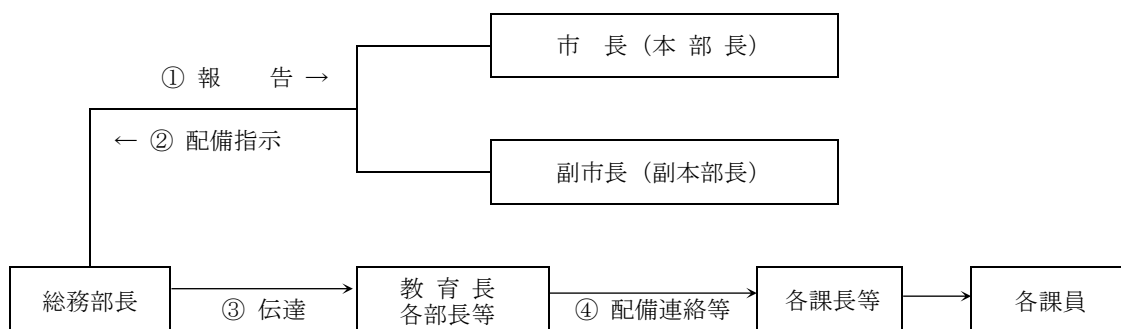 市 長（本 部 長）
① 報 告 →
← ② 配備指示
副市長（副本部長）
総務部長
③ 伝達
教 育 長
各部長等
④ 配備連絡等
各課長等
各課員